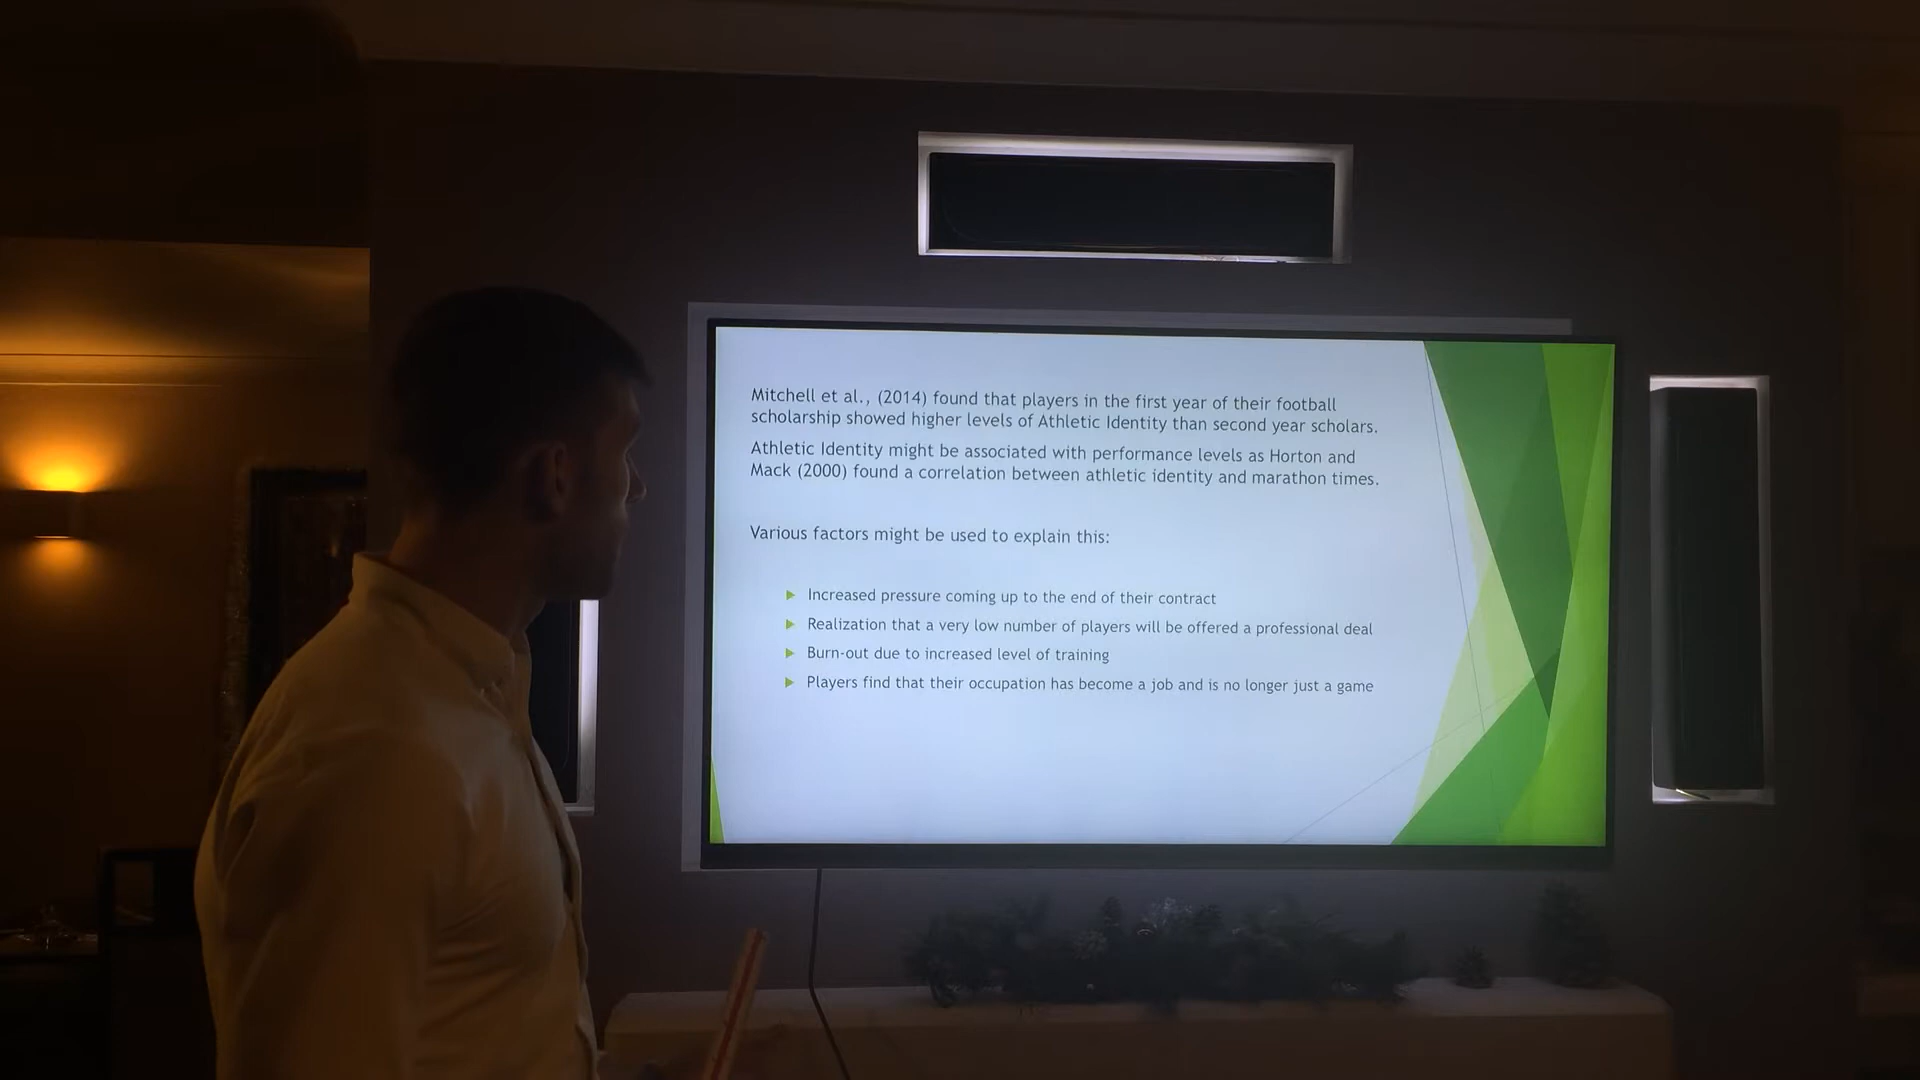 Mitchell et al., (2014) found that players in the first year of their football
scholarship showed higher levels of Athletic Identity than second year scholars.
Athletic Identity might be associated with performance levels as Horton and
Mack (2000) found a correlation between athletic identity and marathon times.
Various factors might be used to explain this:
Increased pressure coming up to the end of their contract
Realization that a very low number of players will be offered a professional deal
Burn-out due to increased level of training
Players find that their occupation has become a job and is no longer just a game